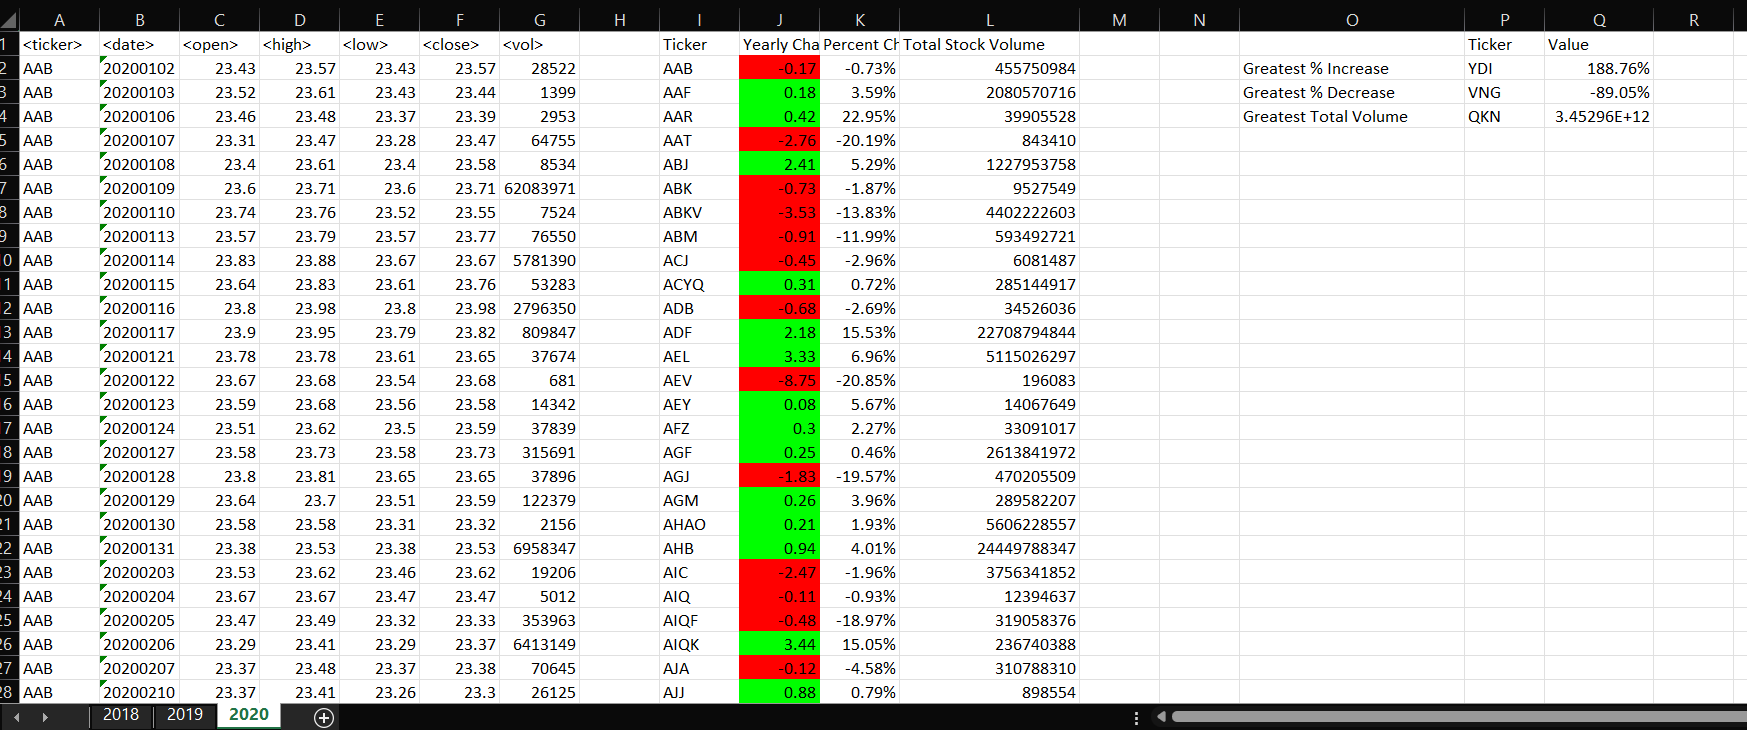 A B C D E F G H I J K L M N O P Q R
1 <ticker> <date> <open> <high> <low> <close> <vol> Ticker Yearly Cha Percent Ch Total Stock Volume Ticker Value
2 AAB 20200102 23.43 23.57 23.43 23.57 28522 AAB -0.17 -0.73% 455750984 Greatest % Increase YDI 188.76%
3 AAB 20200103 23.52 23.61 23.43 23.44 1399 AAF 0.18 3.59% 2080570716 Greatest % Decrease VNG -89.05%
4 AAB 20200106 23.46 23.48 23.37 23.39 2953 AAR 0.42 22.95% 39905528 Greatest Total Volume QKN 3.45296E+12
5 AAB 20200107 23.31 23.47 23.28 23.47 64755 AAT -2.76 -20.19% 843410
6 AAB 20200108 23.4 23.61 23.4 23.58 8534 ABJ 2.41 5.29% 1227953758
7 AAB 20200109 23.6 23.71 23.6 23.71 62083971 ABK -0.73 -1.87% 9527549
8 AAB 20200110 23.74 23.76 23.52 23.55 7524 ABKV -3.53 -13.83% 4402222603
9 AAB 20200113 23.57 23.79 23.57 23.77 76550 ABM -0.91 -11.99% 593492721
0 AAB 20200114 23.83 23.88 23.67 23.67 5781390 ACJ -0.45 -2.96% 6081487
1 AAB 20200115 23.64 23.83 23.61 23.76 53283 ACYQ 0.31 0.72% 285144917
2 AAB 20200116 23.8 23.98 23.8 23.98 2796350 ADB -0.68 -2.69% 34526036
3 AAB 20200117 23.9 23.95 23.79 23.82 809847 ADF 2.18 15.53% 22708794844
4 AAB 20200121 23.78 23.78 23.61 23.65 37674 AEL 3.33 6.96% 5115026297
5 AAB 20200122 23.67 23.68 23.54 23.68 681 AEV -8.75 -20.85% 196083
6 AAB 20200123 23.59 23.68 23.56 23.58 14342 AEY 0.08 5.67% 14067649
7 AAB 20200124 23.51 23.62 23.5 23.59 37839 AFZ 0.3 2.27% 33091017
8 AAB 20200127 23.58 23.73 23.58 23.73 315691 AGF 0.25 0.46% 2613841972
9 AAB 20200128 23.8 23.81 23.65 23.65 37896 AGJ -1.83 -19.57% 470205509
20 AAB 20200129 23.64 23.7 23.51 23.59 122379 AGM 0.26 3.96% 289582207
21 AAB 20200130 23.58 23.58 23.31 23.32 2156 AHAO 0.21 1.93% 5606228557
22 AAB 20200131 23.38 23.53 23.38 23.53 6958347 AHB 0.94 4.01% 24449788347
23 AAB 20200203 23.53 23.62 23.46 23.62 19206 AIC -2.47 -1.96% 3756341852
24 AAB 20200204 23.67 23.67 23.47 23.47 5012 AIQ -0.11 -0.93% 12394637
25 AAB 20200205 23.47 23.49 23.32 23.33 353963 AIQF -0.48 -18.97% 319058376
26 AAB 20200206 23.29 23.41 23.29 23.37 6413149 AIQK 3.44 15.05% 236740388
27 AAB 20200207 23.37 23.48 23.37 23.38 70645 AJA -0.12 -4.58% 310788310
28 AAB 20200210 23.37 23.41 23.26 23.3 26125 AJJ 0.88 0.79% 898554
2018 2019 2020